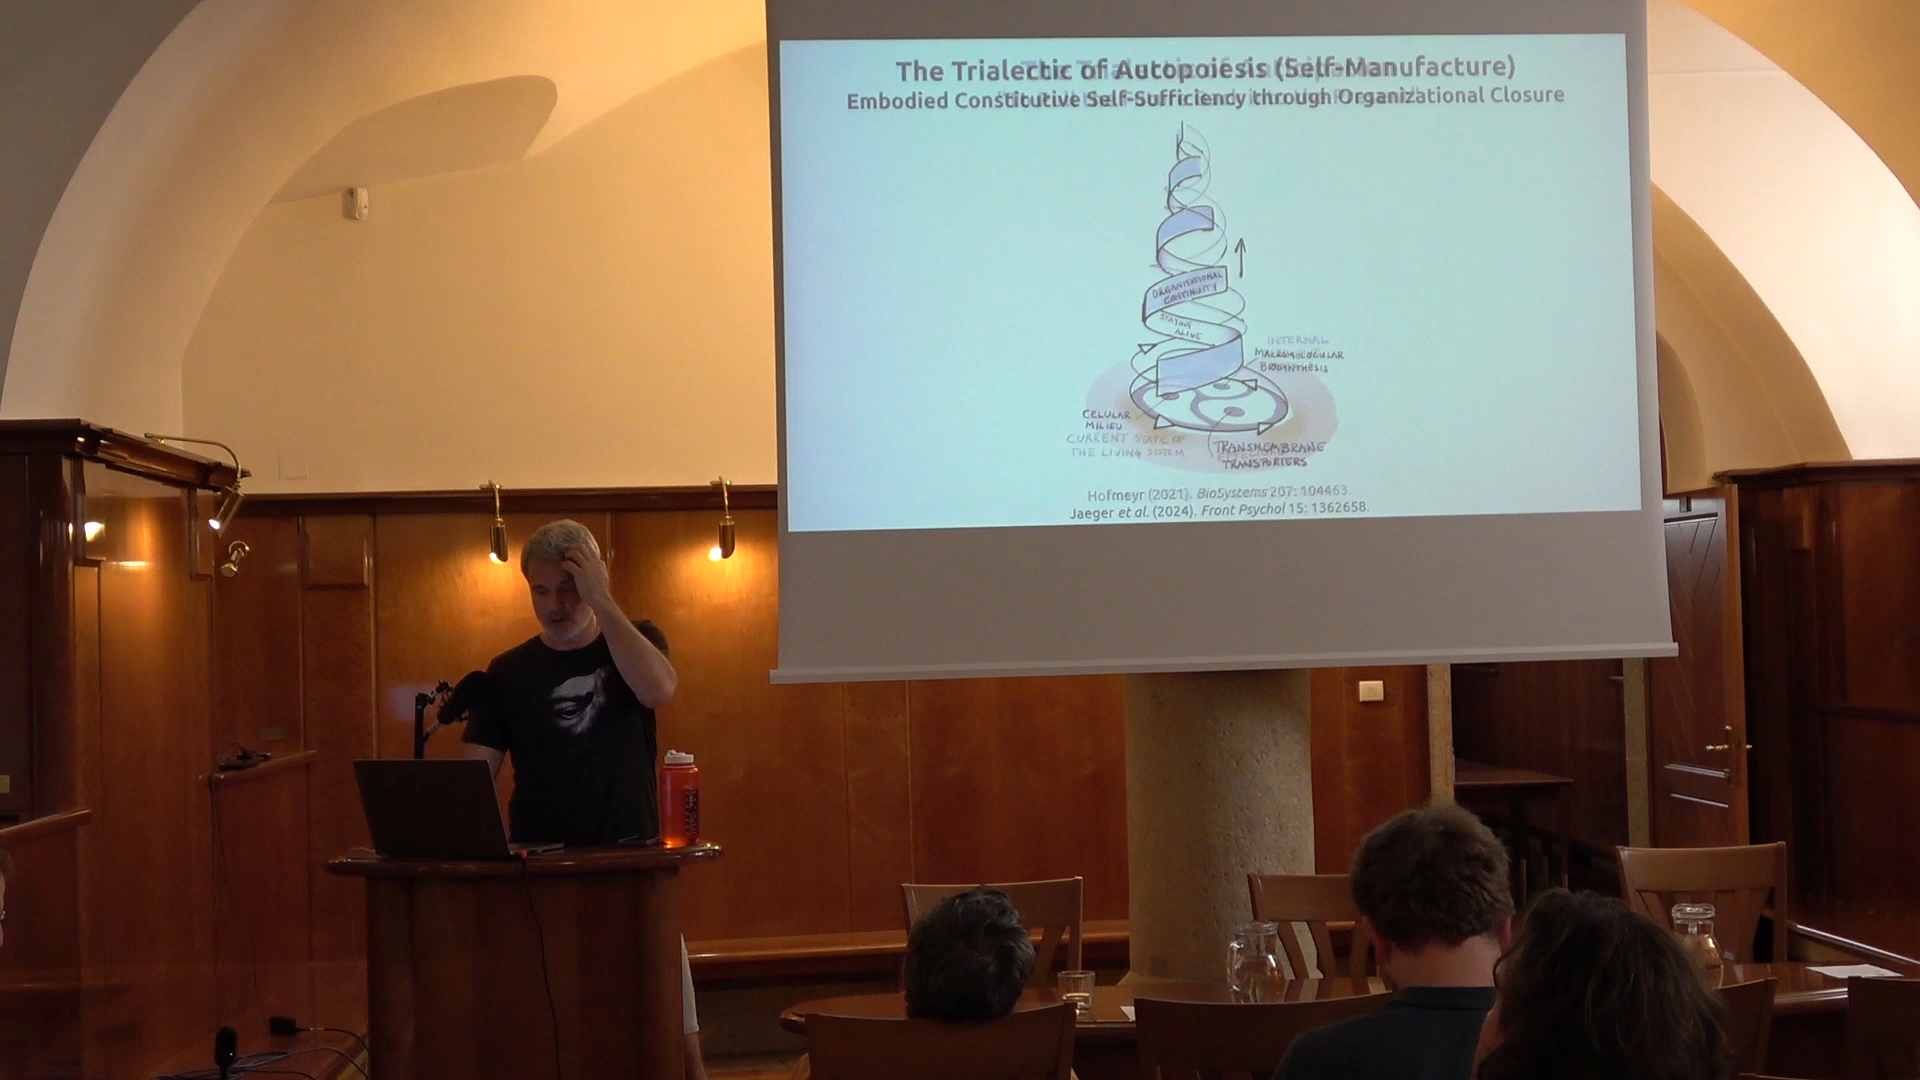 The Trialectic of Autopoiesis (Self-Manufacture)
Embodied Constitutive Self-Sufficiency through Organizational Closure
ORGANISATIONAL
CONTINUITY
STAYING
ALIVE
INTERNAL
MACROMOLECULAR
BIOSYNTHESIS
CELULAR
MILIEU
CURRENT STATE OF
THE LIVING SYSTEM
TRANSMEMBRANE
TRANSPORTERS
Hofmeyr (2021). BioSystems 207: 104463.
Jaeger et al. (2024). Front Psychol 15: 1362658.